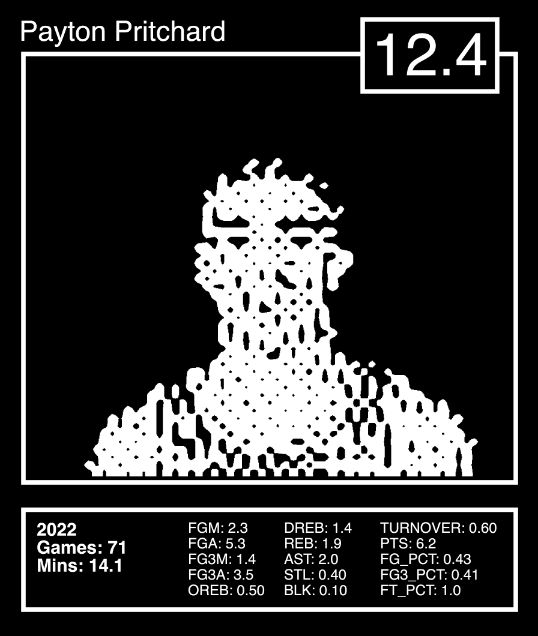 Payton Pritchard
12.4
2022
Games: 71
Mins: 14.1
FGM: 2.3
FGA: 5.3
FG3M: 1.4
FG3A: 3.5
OREB: 0.50
DREB: 1.4
REB: 1.9
AST: 2.0
STL: 0.40
BLK: 0.10
TURNOVER: 0.60
PTS: 6.2
FG_PCT: 0.43
FG3_PCT: 0.41
FT_PCT: 1.0